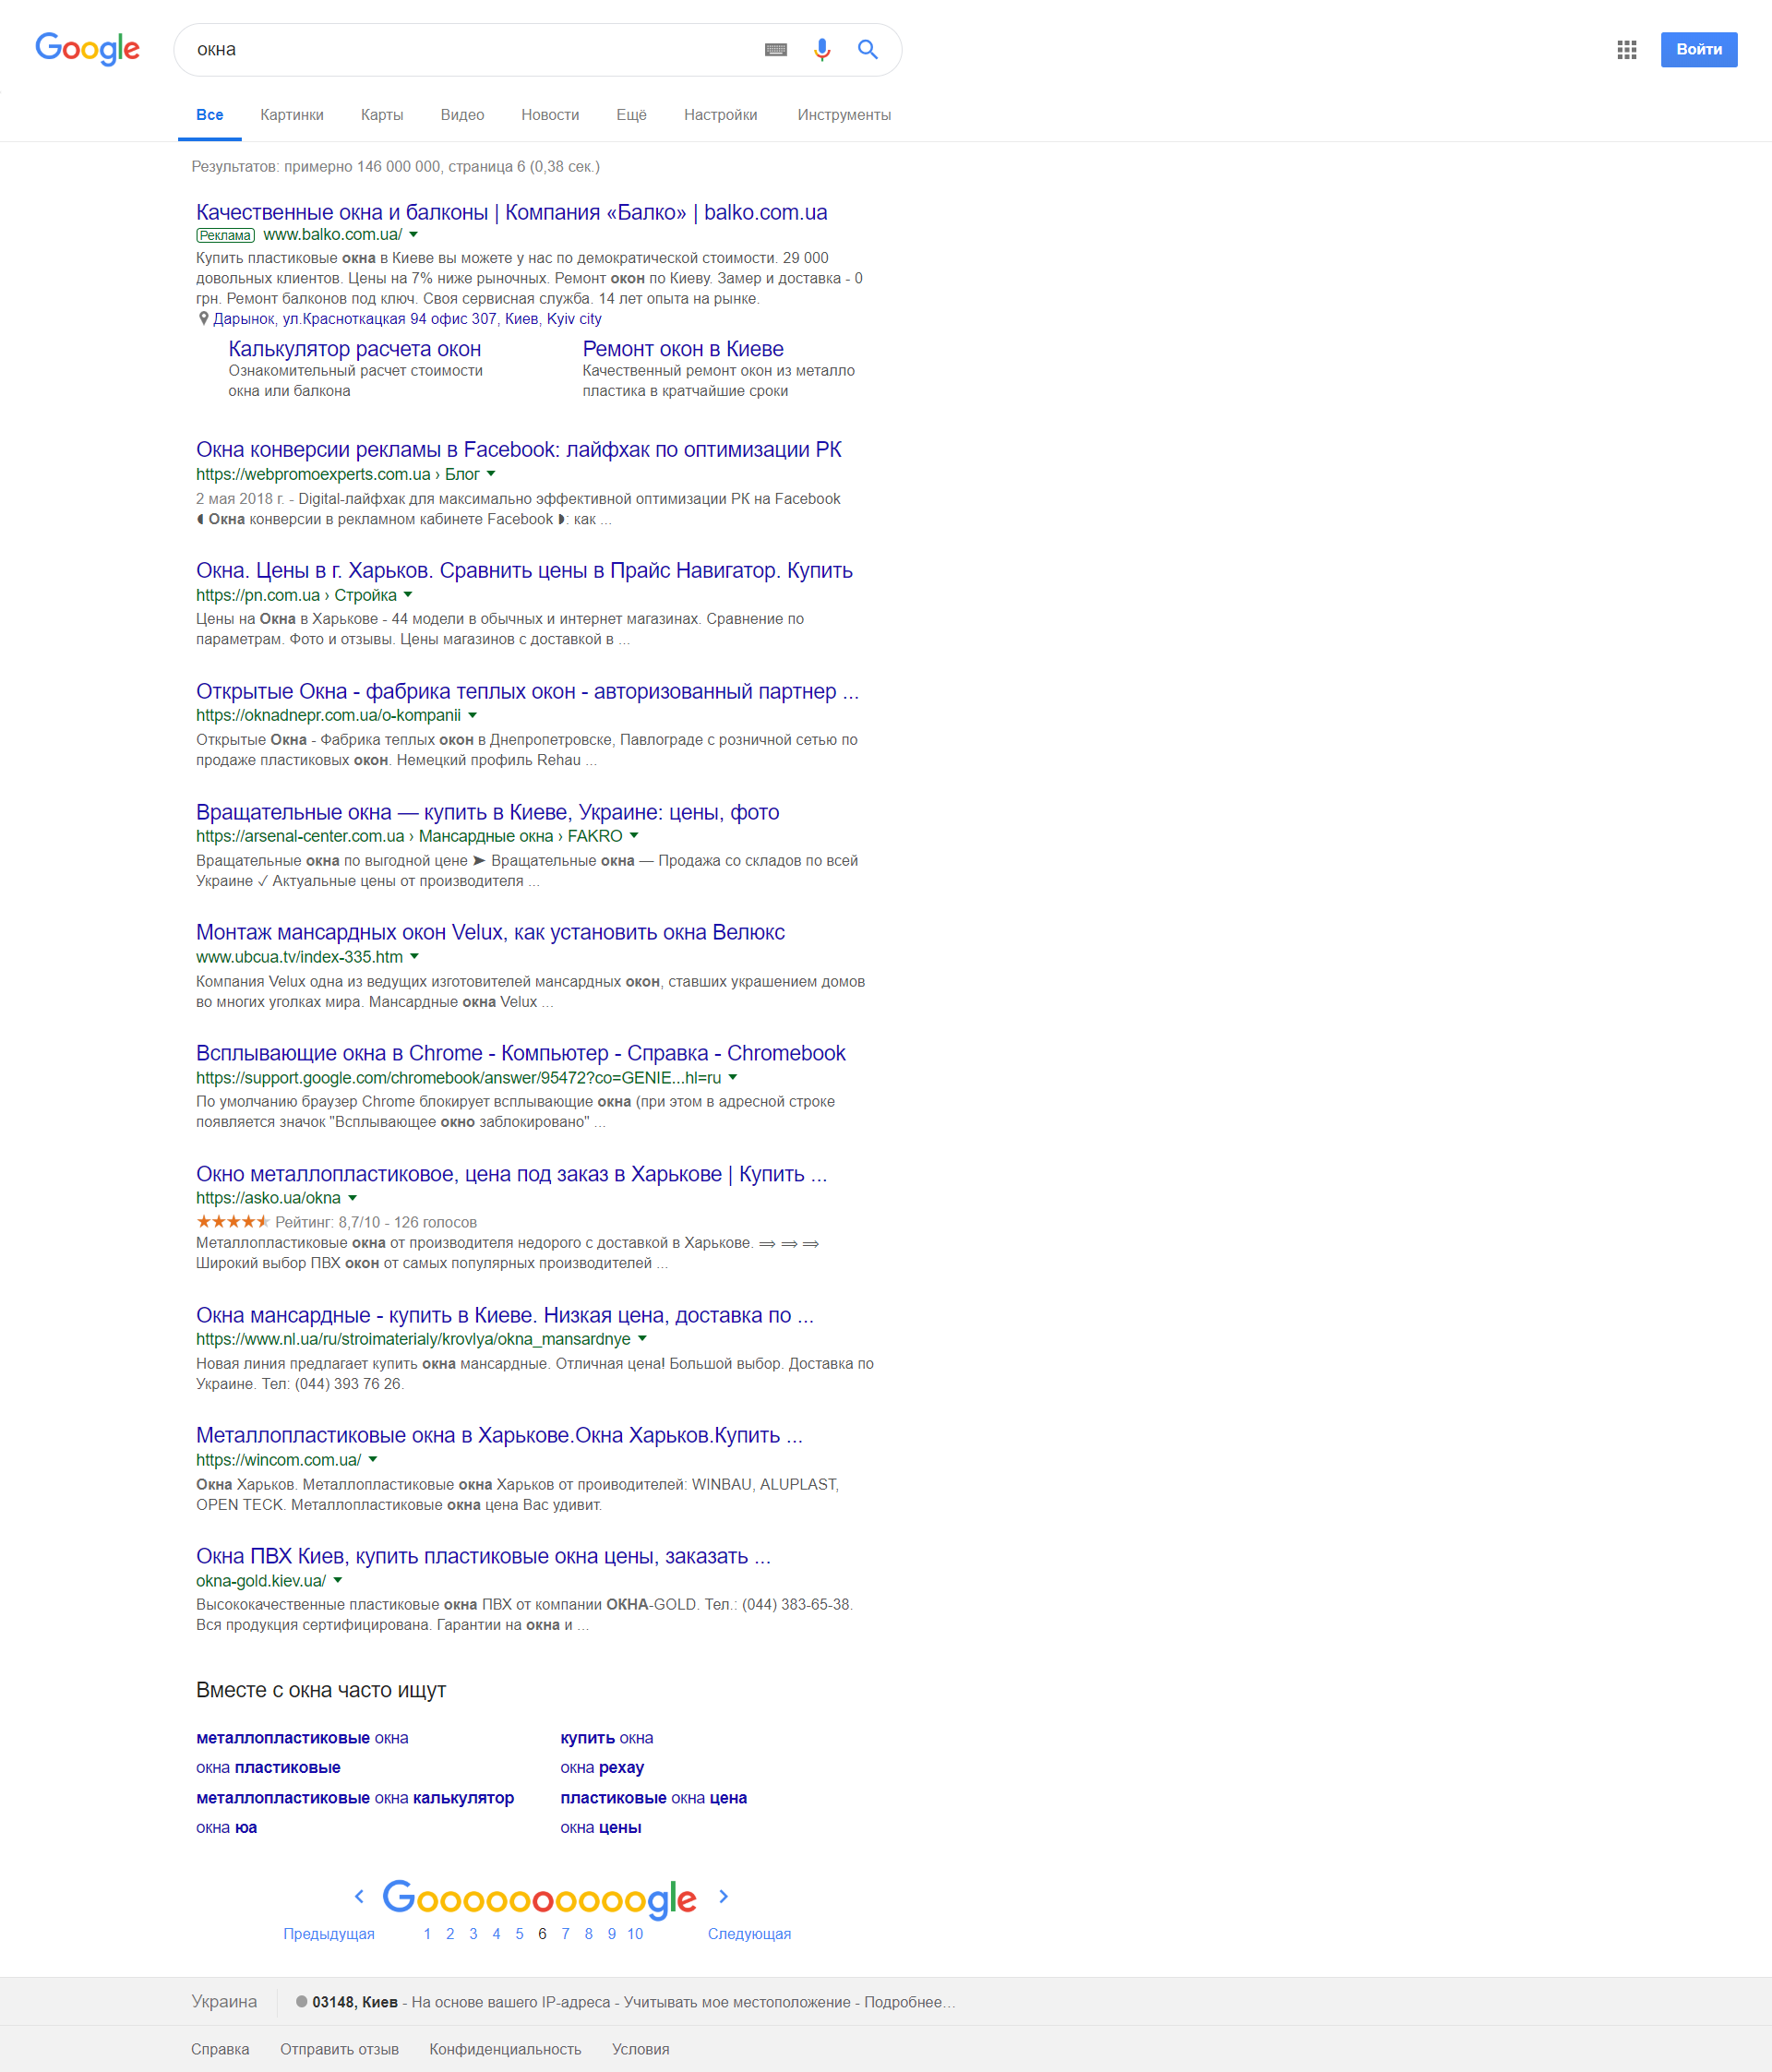 Google
окна
Войти
Все Картинки Карты Видео Новости Ещё Настройки Инструменты
Результатов: примерно 146 000 000, страница 6 (0,38 сек.)
Качественные окна и балконы | Компания «Балко» | balko.com.ua
Реклама www.balko.com.ua/
Купить пластиковые окна в Киеве вы можете у нас по демократической стоимости. 29 000
довольных клиентов. Цены на 7% ниже рыночных. Ремонт окон по Киеву. Замер и доставка - 0
грн. Ремонт балконов под ключ. Своя сервисная служба. 14 лет опыта на рынке.
Дарынок, ул.Красноткацкая 94 офис 307, Киев, Kyiv city
Калькулятор расчета окон
Ознакомительный расчет стоимости
окна или балкона
Ремонт окон в Киеве
Качественный ремонт окон из металло
пластика в кратчайшие сроки
Окна конверсии рекламы в Facebook: лайфхак по оптимизации РК
https://webpromoexperts.com.ua › Блог
2 мая 2018 г. - Digital-лайфхак для максимально эффективной оптимизации РК на Facebook
◖ Окна конверсии в рекламном кабинете Facebook ◗: как ...
Окна. Цены в г. Харьков. Сравнить цены в Прайс Навигатор. Купить
https://pn.com.ua › Стройка
Цены на Окна в Харькове - 44 модели в обычных и интернет магазинах. Сравнение по
параметрам. Фото и отзывы. Цены магазинов с доставкой в ...
Открытые Окна - фабрика теплых окон - авторизованный партнер ...
https://oknadnepr.com.ua/o-kompanii
Открытые Окна - Фабрика теплых окон в Днепропетровске, Павлограде с розничной сетью по
продаже пластиковых окон. Немецкий профиль Rehau ...
Вращательные окна — купить в Киеве, Украине: цены, фото
https://arsenal-center.com.ua › Мансардные окна › FAKRO
Вращательные окна по выгодной цене ➤ Вращательные окна — Продажа со складов по всей
Украине ✓ Актуальные цены от производителя ...
Монтаж мансардных окон Velux, как установить окна Велюкс
www.ubcua.tv/index-335.htm
Компания Velux одна из ведущих изготовителей мансардных окон, ставших украшением домов
во многих уголках мира. Мансардные окна Velux ...
Всплывающие окна в Chrome - Компьютер - Справка - Chromebook
https://support.google.com/chromebook/answer/95472?co=GENIE...hl=ru
По умолчанию браузер Chrome блокирует всплывающие окна (при этом в адресной строке
появляется значок "Всплывающее окно заблокировано" ...
Окно металлопластиковое, цена под заказ в Харькове | Купить ...
https://asko.ua/okna
Рейтинг: 8,7/10 - 126 голосов
Металлопластиковые окна от производителя недорого с доставкой в Харькове. ⟹ ⟹ ⟹
Широкий выбор ПВХ окон от самых популярных производителей ...
Окна мансардные - купить в Киеве. Низкая цена, доставка по ...
https://www.nl.ua/ru/stroimaterialy/krovlya/okna_mansardnye
Новая линия предлагает купить окна мансардные. Отличная цена! Большой выбор. Доставка по
Украине. Тел: (044) 393 76 26.
Металлопластиковые окна в Харькове.Окна Харьков.Купить ...
https://wincom.com.ua/
Окна Харьков. Металлопластиковые окна Харьков от проиводителей: WINBAU, ALUPLAST,
OPEN TECK. Металлопластиковые окна цена Вас удивит.
Окна ПВХ Киев, купить пластиковые окна цены, заказать ...
okna-gold.kiev.ua/
Высококачественные пластиковые окна ПВХ от компании ОКНА-GOLD. Тел.: (044) 383-65-38.
Вся продукция сертифицирована. Гарантии на окна и ...
Вместе с окна часто ищут
металлопластиковые окна купить окна
окна пластиковые окна рехау
металлопластиковые окна калькулятор пластиковые окна цена
окна юа окна цены
Goooooooooogle
Предыдущая 1 2 3 4 5 6 7 8 9 10 Следующая
Украина 03148, Киев - На основе вашего IP-адреса - Учитывать мое местоположение - Подробнее…
Справка Отправить отзыв Конфиденциальность Условия